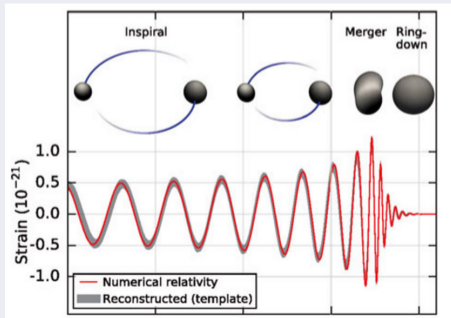 Inspiral
Merger Ring-
down
Strain (10⁻²¹)
1.0
0.5
0.0
-0.5
-1.0
Numerical relativity
Reconstructed (template)